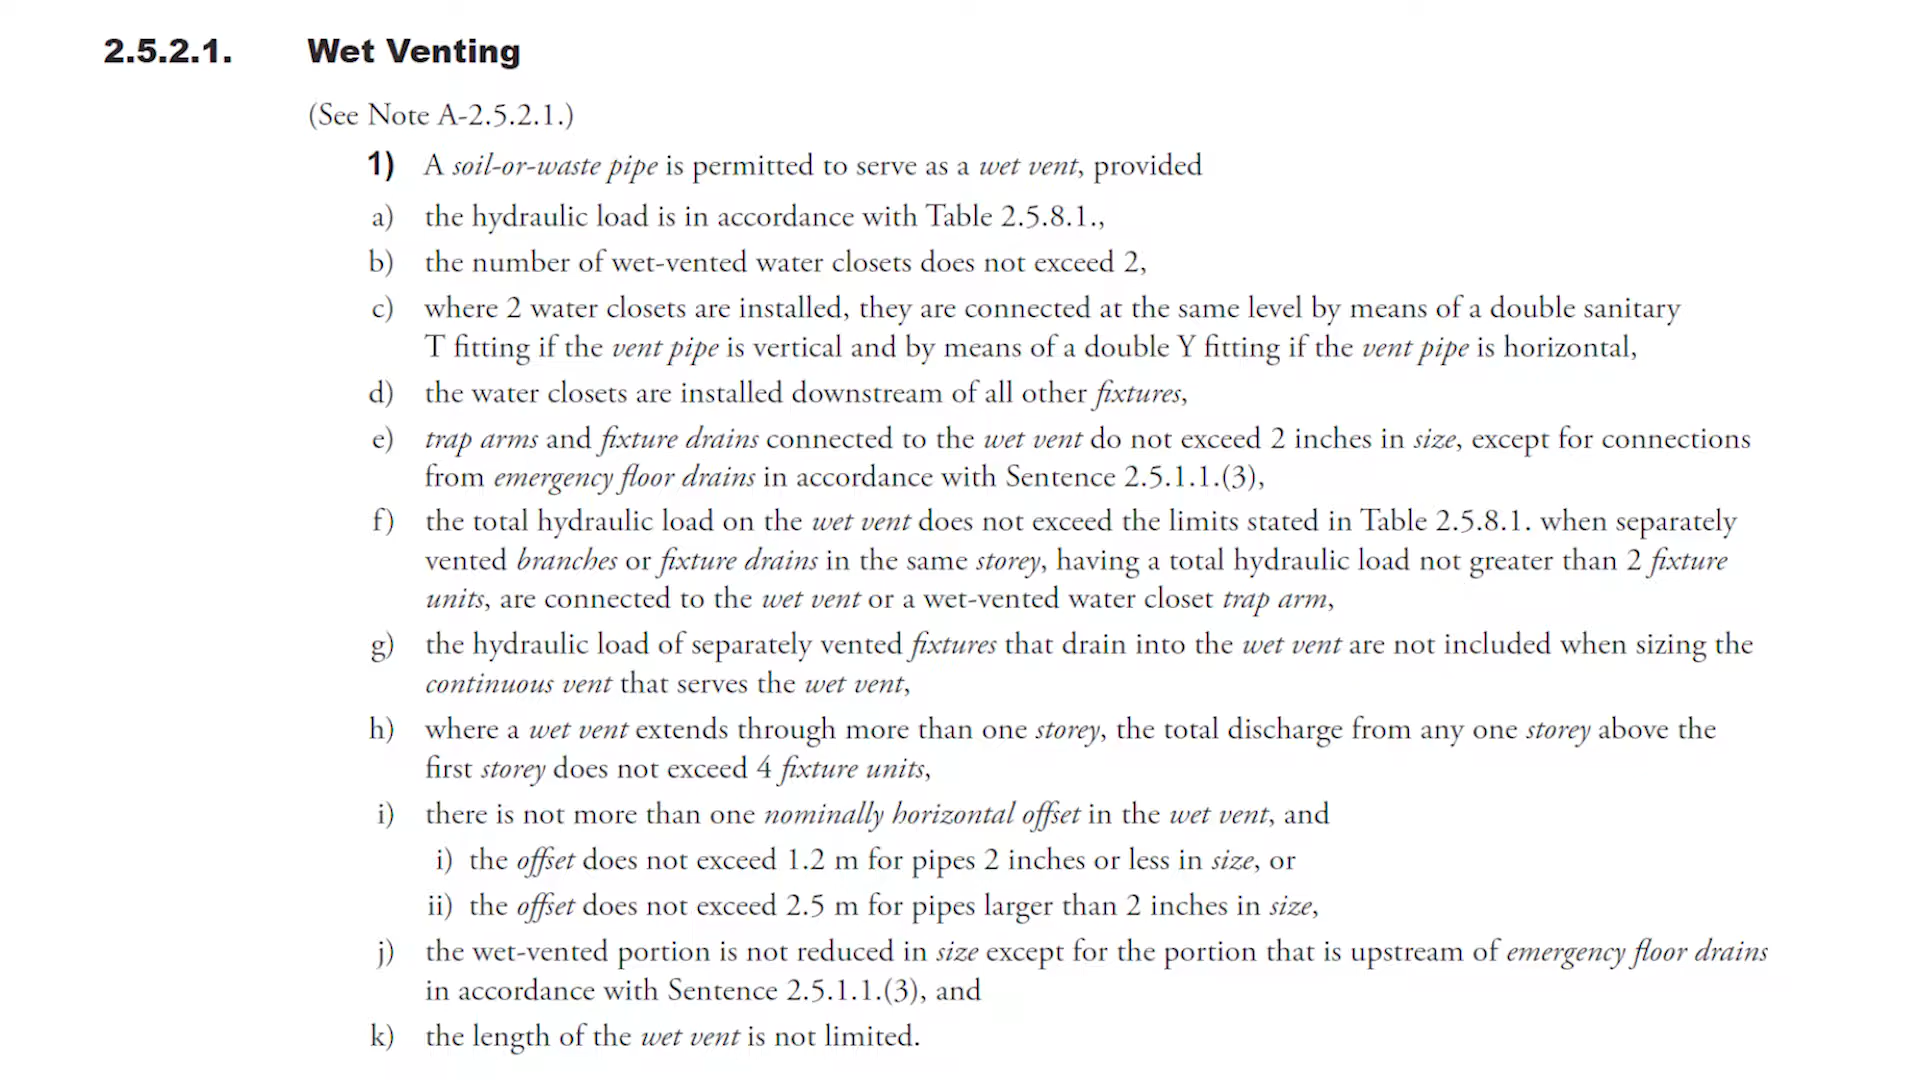 2.5.2.1. Wet Venting
(See Note A-2.5.2.1.)
1) A soil-or-waste pipe is permitted to serve as a wet vent, provided
a) the hydraulic load is in accordance with Table 2.5.8.1.,
b) the number of wet-vented water closets does not exceed 2,
c) where 2 water closets are installed, they are connected at the same level by means of a double sanitary
T fitting if the vent pipe is vertical and by means of a double Y fitting if the vent pipe is horizontal,
d) the water closets are installed downstream of all other fixtures,
e) trap arms and fixture drains connected to the wet vent do not exceed 2 inches in size, except for connections
from emergency floor drains in accordance with Sentence 2.5.1.1.(3),
f) the total hydraulic load on the wet vent does not exceed the limits stated in Table 2.5.8.1. when separately
vented branches or fixture drains in the same storey, having a total hydraulic load not greater than 2 fixture
units, are connected to the wet vent or a wet-vented water closet trap arm,
g) the hydraulic load of separately vented fixtures that drain into the wet vent are not included when sizing the
continuous vent that serves the wet vent,
h) where a wet vent extends through more than one storey, the total discharge from any one storey above the
first storey does not exceed 4 fixture units,
i) there is not more than one nominally horizontal offset in the wet vent, and
i) the offset does not exceed 1.2 m for pipes 2 inches or less in size, or
ii) the offset does not exceed 2.5 m for pipes larger than 2 inches in size,
j) the wet-vented portion is not reduced in size except for the portion that is upstream of emergency floor drains
in accordance with Sentence 2.5.1.1.(3), and
k) the length of the wet vent is not limited.